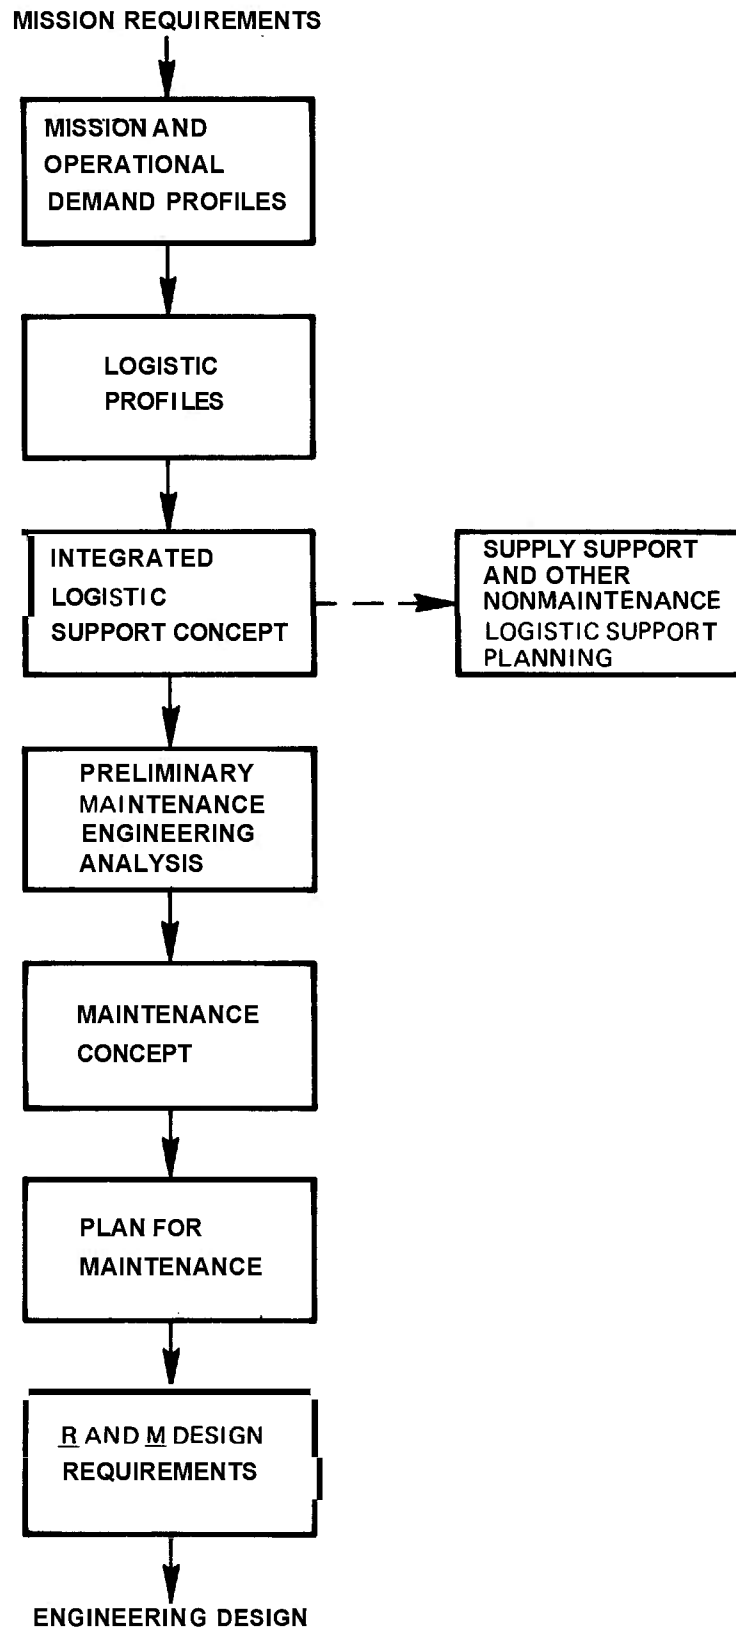 MISSION REQUIREMENTS
MISSION AND
OPERATIONAL
DEMAND PROFILES
LOGISTIC
PROFILES
INTEGRATED
LOGISTIC
SUPPORT CONCEPT
SUPPLY SUPPORT
AND OTHER
NONMAINTENANCE
LOGISTIC SUPPORT
PLANNING
PRELIMINARY
MAINTENANCE
ENGINEERING
ANALYSIS
MAINTENANCE
CONCEPT
PLAN FOR
MAINTENANCE
R AND M DESIGN
REQUIREMENTS
ENGINEERING DESIGN